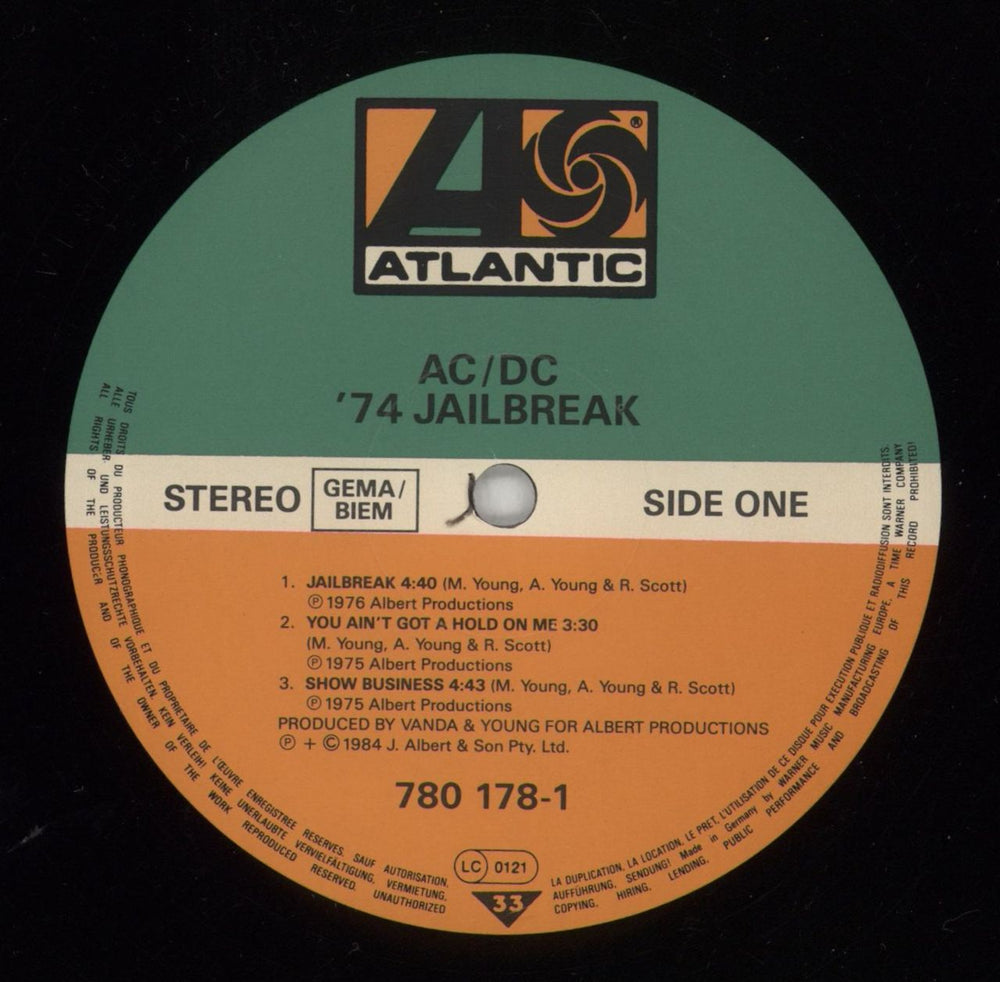 ®
ATLANTIC
AC/DC
'74 JAILBREAK
STEREO
GEMA/
BIEM
SIDE ONE
1. JAILBREAK 4:40 (M. Young, A. Young & R. Scott)
℗ 1976 Albert Productions
2. YOU AIN'T GOT A HOLD ON ME 3:30
(M. Young, A. Young & R. Scott)
℗ 1975 Albert Productions
3. SHOW BUSINESS 4:43 (M. Young, A. Young & R. Scott)
℗ 1975 Albert Productions
PRODUCED BY VANDA & YOUNG FOR ALBERT PRODUCTIONS
℗ + © 1984 J. Albert & Son Pty. Ltd.
780 178-1
LC 0121
33
TOUS DROITS DU PRODUCTEUR PHONOGRAPHIQUE ET DU PROPRIETAIRE DE L'ŒUVRE ENREGISTREE RESERVES. SAUF AUTORISATION,
LA DUPLICATION, LA LOCATION, LE PRET, L'UTILISATION DE CE DISQUE POUR EXECUTION PUBLIQUE ET RADIODIFFUSION SONT INTERDITS.
ALLE URHEBER UND LEISTUNGSSCHUTZRECHTE VORBEHALTEN. KEIN VERLEIH! KEINE UNERLAUBTE VERVIELFÄLTIGUNG, VERMIETUNG,
AUFFÜHRUNG, SENDUNG! Made in Germany by WARNER MUSIC MANUFACTURING EUROPE. A TIME WARNER COMPANY
ALL RIGHTS OF THE PRODUCER AND OF THE OWNER OF THE WORK REPRODUCED RESERVED. UNAUTHORIZED
COPYING, HIRING, LENDING, PUBLIC PERFORMANCE AND BROADCASTING OF THIS RECORD PROHIBITED!